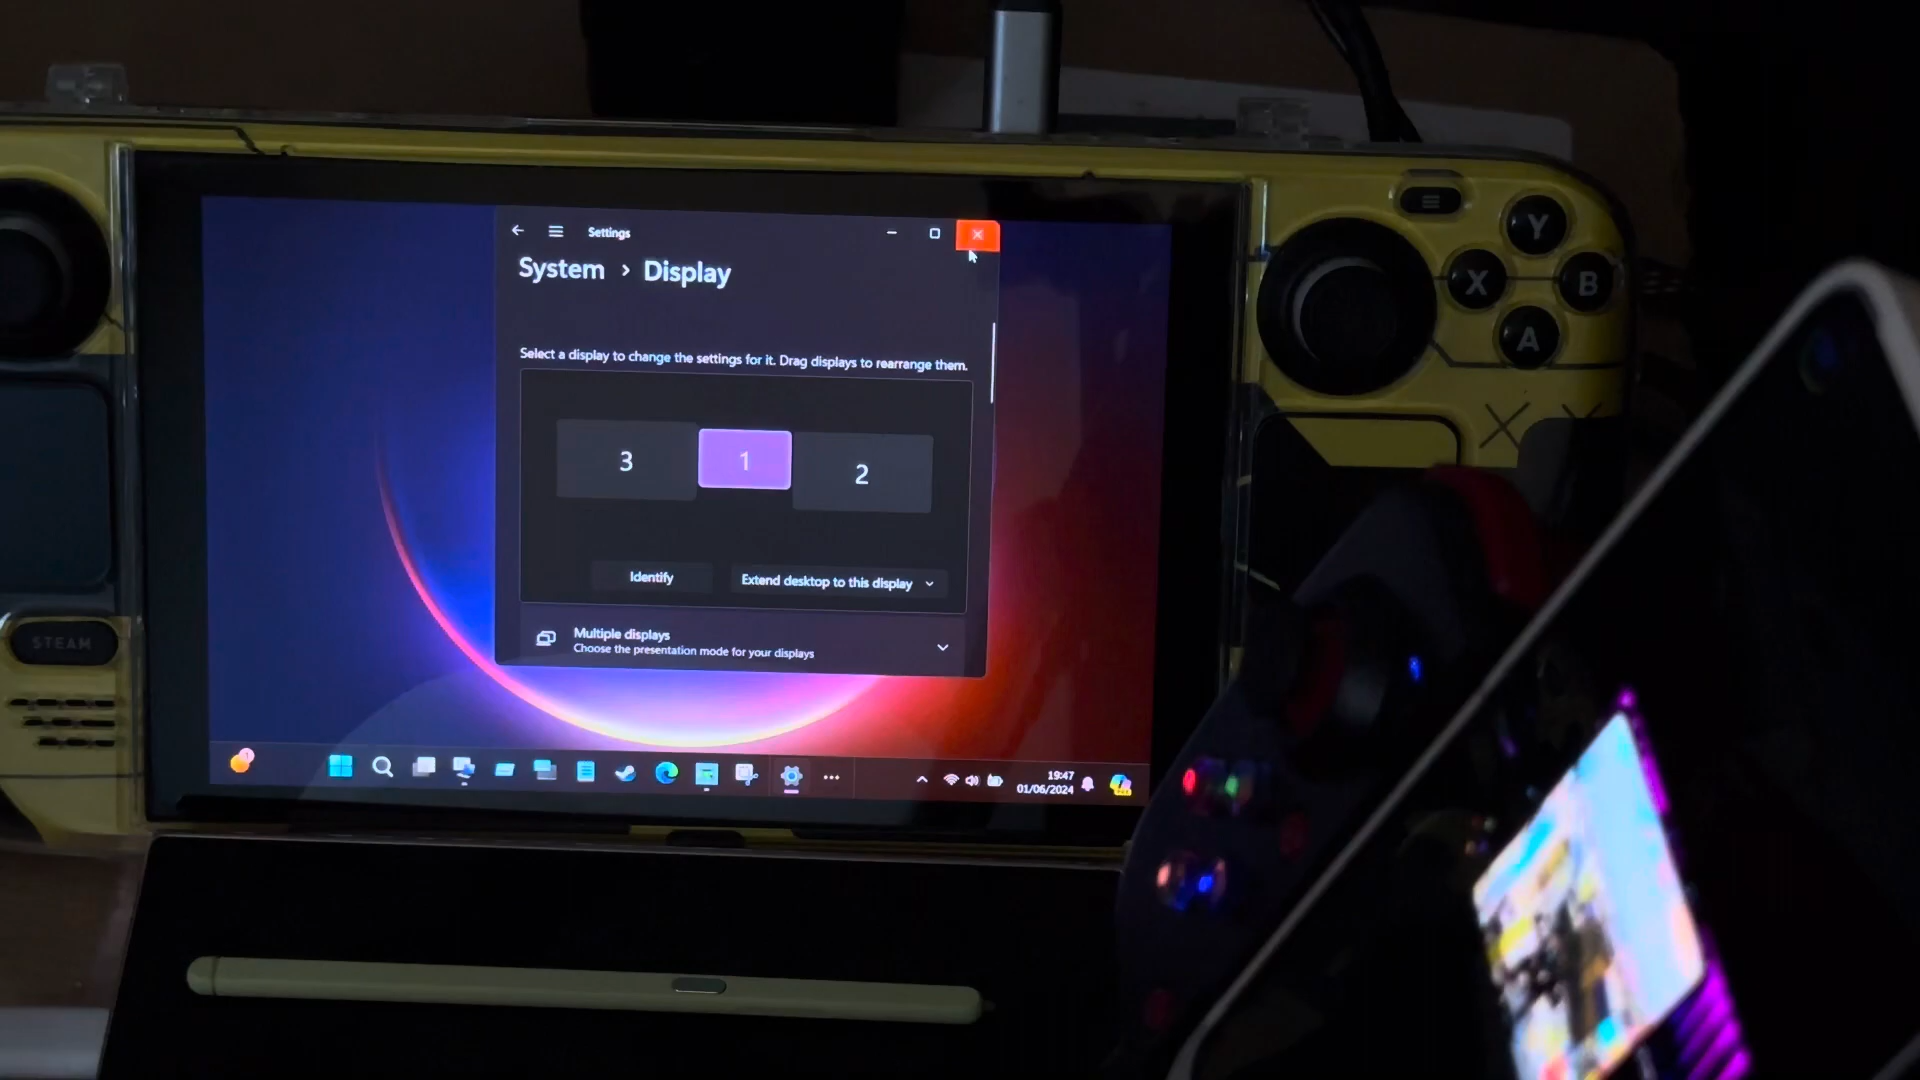 Settings
System › Display
Select a display to change the settings for it. Drag displays to rearrange them.
3
1
2
Identify
Extend desktop to this display
Multiple displays
Choose the presentation mode for your displays
19:47
01/06/2024
STEAM
Y
X
B
A